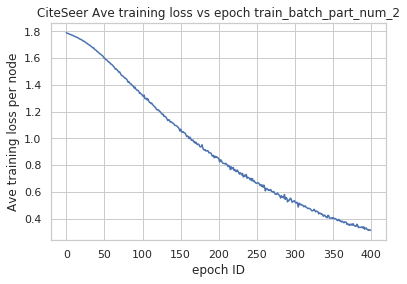 CiteSeer Ave training loss vs epoch train_batch_part_num_2
1.8
1.6
1.4
1.2
1.0
0.8
0.6
0.4
Ave training loss per node
0 50 100 150 200 250 300 350 400
epoch ID